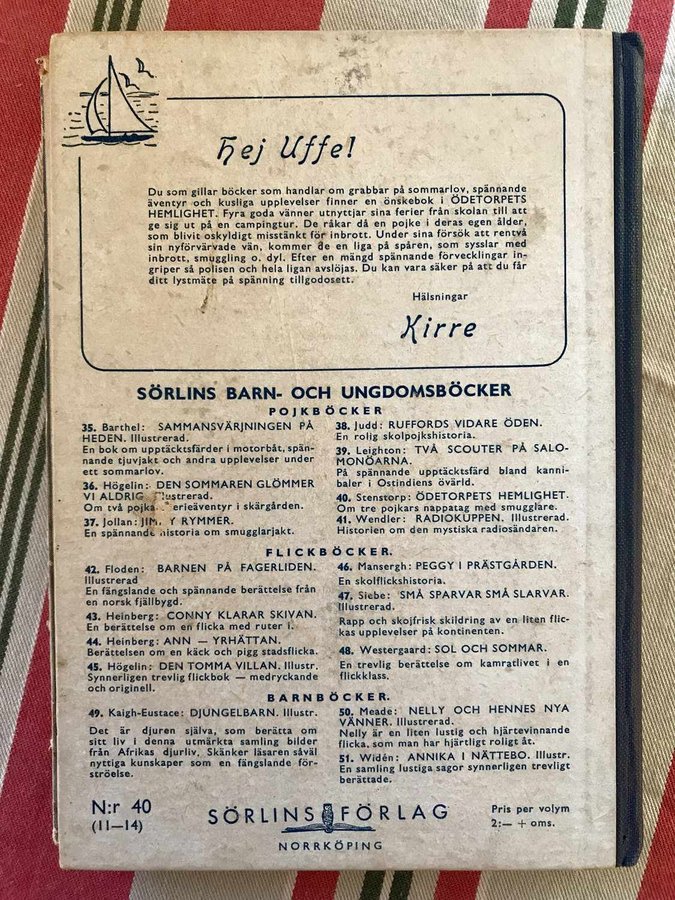 Hej Uffe!
Du som gillar böcker som handlar om grabbar på sommarlov, spännande
äventyr och kusliga upplevelser finner en önskebok i ÖDETORPETS
HEMLIGHET. Fyra goda vänner utnyttjar sina ferier från skolan till att
ge sig ut på en campingtur. De råkar då en pojke i deras egen ålder,
som blivit oskyldigt misstänkt för inbrott. Under sina försök att rentvå
sin nyförvärvade vän, kommer de en liga på spåren, som sysslar med
inbrott, smuggling o. dyl. Efter en mängd spännande förvecklingar in-
griper så polisen och hela ligan avslöjas. Du kan vara säker på att du får
ditt lystmäte på spänning tillgodosett.
Hälsningar
Kirre
SÖRLINS BARN- OCH UNGDOMSBÖCKER
POJKBÖCKER
35. Barthel: SAMMANSVÄRJNINGEN PÅ
HEDEN. Illustrerad.
En bok om upptäcktsfärder i motorbåt, spän-
nande tjuvjakt och andra upplevelser under
ett sommarlov.
36. Högelin: DEN SOMMAREN GLÖMMER
VI ALDRIG
Om två erieäventyr i skärgården.
37. Jollan: RYMMER.
En spännande historia om smugglarjakt.
38. Judd: RUFFORDS VIDARE ÖDEN.
En rolig skolpojkshistoria.
39. Leighton: TVÅ SCOUTER PÅ SALO-
MONÖARNA.
På spännande upptäcktsfärd bland kanni-
baler i Ostindiens övärld.
40. Stenstorp: ÖDETORPETS HEMLIGHET.
Om tre pojkars nappatag med smugglare.
41. Wendler: RADIOKUPPEN. Illustrerad.
Historien om den mystiska radiosändaren.
FLICKBÖCKER.
42. Floden: BARNEN PÅ FAGERLIDEN.
Illustrerad
En fängslande och spännande berättelse från
en norsk fjällbygd.
43. Heinberg: CONNY KLARAR SKIVAN.
En berättelse om en flicka med ruter i.
44. Heinberg: ANN — YRHÄTTAN.
Berättelsen om en käck och pigg stadsflicka.
45. Högelin: DEN TOMMA VILLAN. Illustr.
Synnerligen trevlig flickbok — medryckande
och originell.
46. Mansergh: PEGGY I PRÄSTGÅRDEN.
En skolflickshistoria.
47. Siebe: SMÅ SPARVAR SMÅ SLARVAR.
Illustrerad.
Rapp och skojfrisk skildring av en liten flic-
kas upplevelser på kontinenten.
48. Westergaard: SOL OCH SOMMAR.
En trevlig berättelse om kamratlivet i en
flickklass.
BARNBÖCKER.
49. Kaigh-Eustace: DJUNGELBARN. Illustr.
Det är djuren själva, som berätta om
sitt liv i denna utmärkta samling bilder
från Afrikas djurliv. Skänker läsaren såväl
nyttiga kunskaper som en fängslande för-
ströelse.
50. Meade: NELLY OCH HENNES NYA
VÄNNER. Illustrerad.
Nelly är en liten lustig och hjärtevinnande
flicka, som man har hjärtligt roligt åt.
51. Widén: ANNIKA I NÄTTEBO. Illustr.
En samling lustiga sagor synnerligen trevligt
berättade.
N:r 40
(11—14)
SÖRLINS FÖRLAG
NORRKÖPING
Pris per volym
2:— + oms.